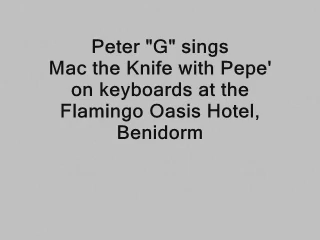 Peter "G" sings
Mac the Knife with Pepe'
on keyboards at the
Flamingo Oasis Hotel,
Benidorm